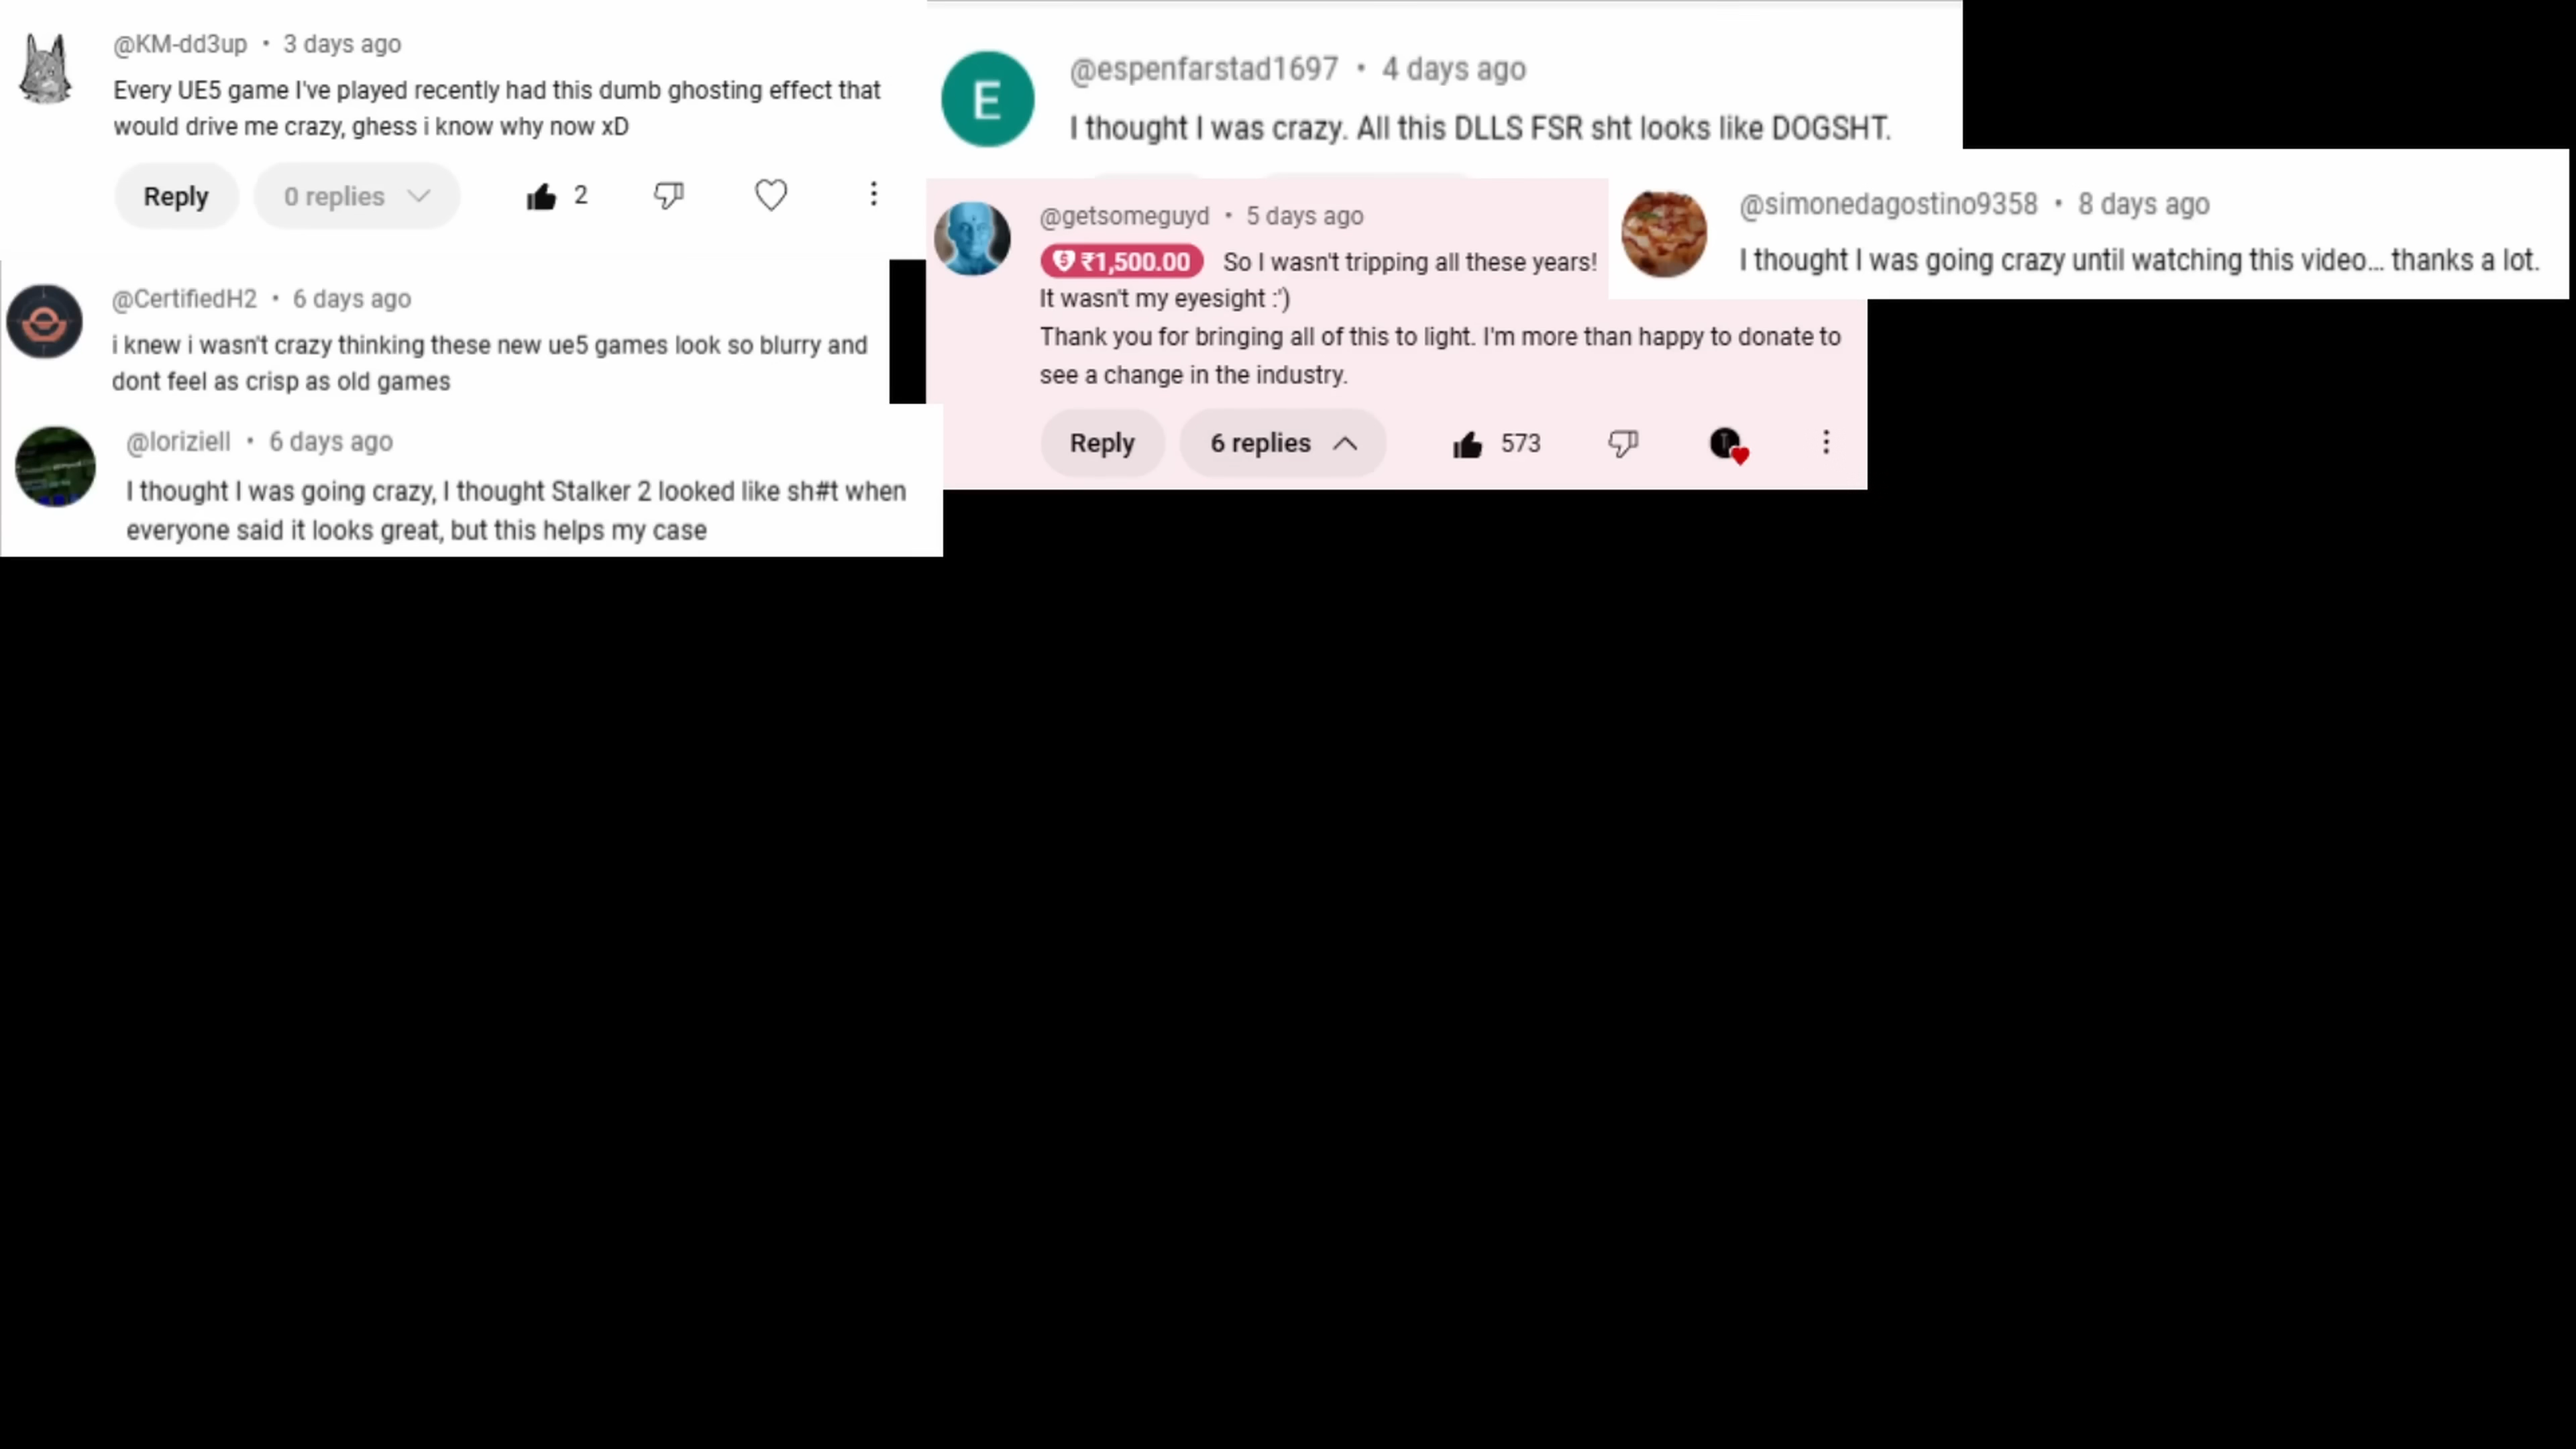 @KM-dd3up • 3 days ago
Every UE5 game I've played recently had this dumb ghosting effect that
would drive me crazy, ghess i know why now xD
Reply 0 replies 2
@CertifiedH2 • 6 days ago
i knew i wasn't crazy thinking these new ue5 games look so blurry and
dont feel as crisp as old games
@loriziell • 6 days ago
I thought I was going crazy, I thought Stalker 2 looked like sh#t when
everyone said it looks great, but this helps my case
E
@espenfarstad1697 • 4 days ago
I thought I was crazy. All this DLLS FSR sht looks like DOGSHT.
@getsomeguyd • 5 days ago
₹1,500.00 So I wasn't tripping all these years!
It wasn't my eyesight :')
Thank you for bringing all of this to light. I'm more than happy to donate to
see a change in the industry.
Reply 6 replies 573
@simonedagostino9358 • 8 days ago
I thought I was going crazy until watching this video... thanks a lot.